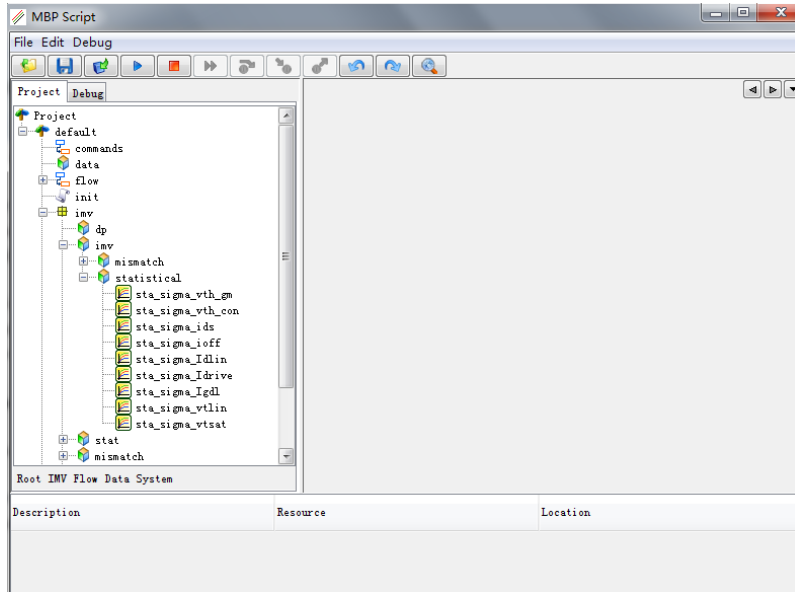 MBP Script
File Edit Debug
Project Debug
Project
default
commands
data
flow
init
imv
dp
imv
mismatch
statistical
sta_sigma_vth_gm
sta_sigma_vth_con
sta_sigma_ids
sta_sigma_ioff
sta_sigma_Idlin
sta_sigma_Idrive
sta_sigma_Igdl
sta_sigma_vtlin
sta_sigma_vtsat
stat
mismatch
Root IMV Flow Data System
Description Resource Location